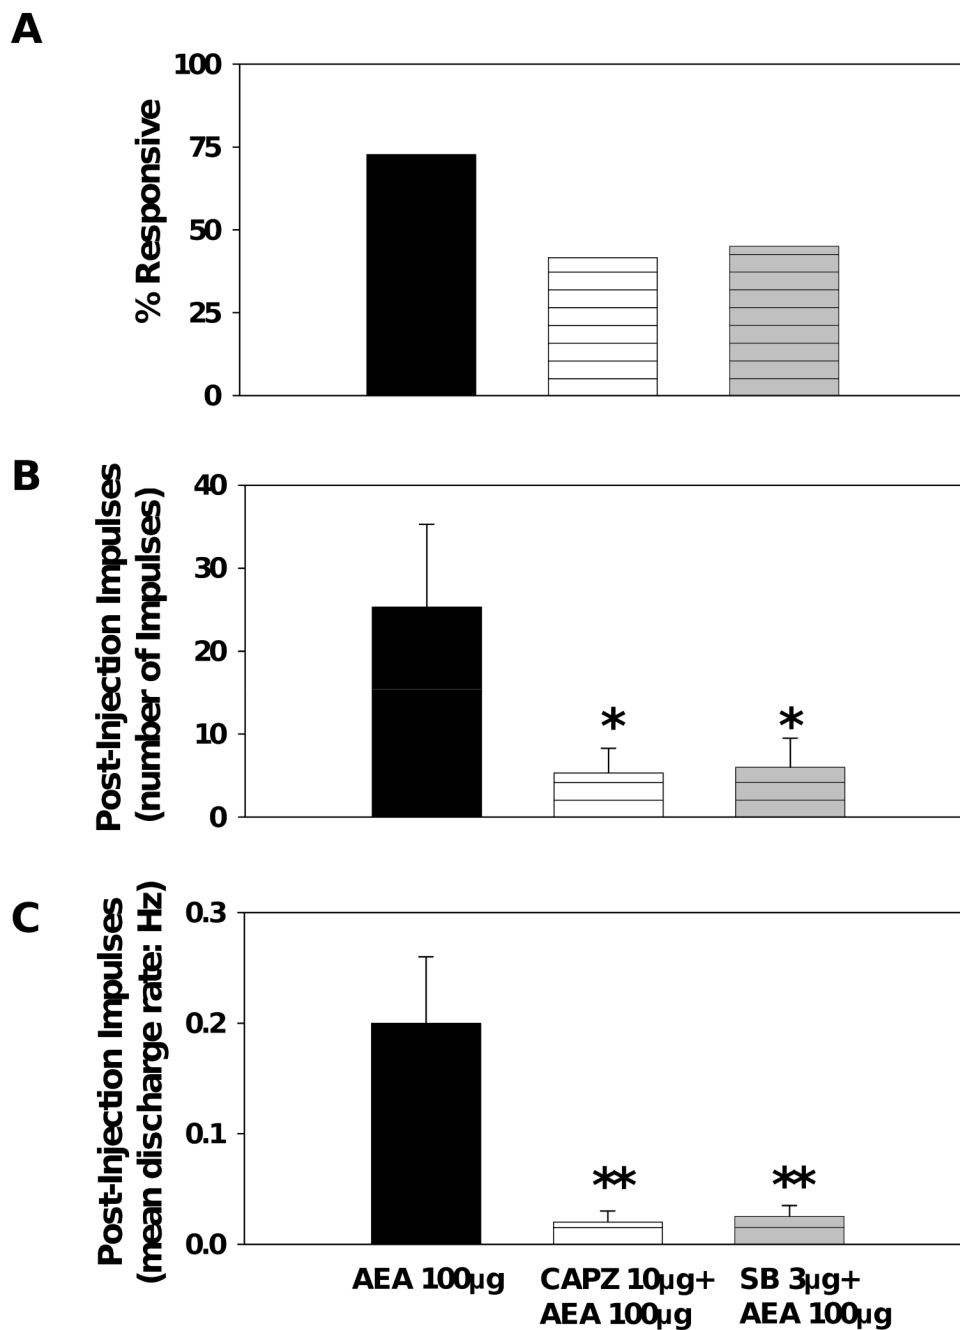 A
% Responsive
100
75
50
25
0
B
Post-Injection Impulses
(number of Impulses)
40
30
20
10
0
*
*
C
Post-Injection Impulses
(mean discharge rate: Hz)
0.3
0.2
0.1
0.0
**
**
AEA 100µg
CAPZ 10µg+
AEA 100µg
SB 3µg+
AEA 100µg